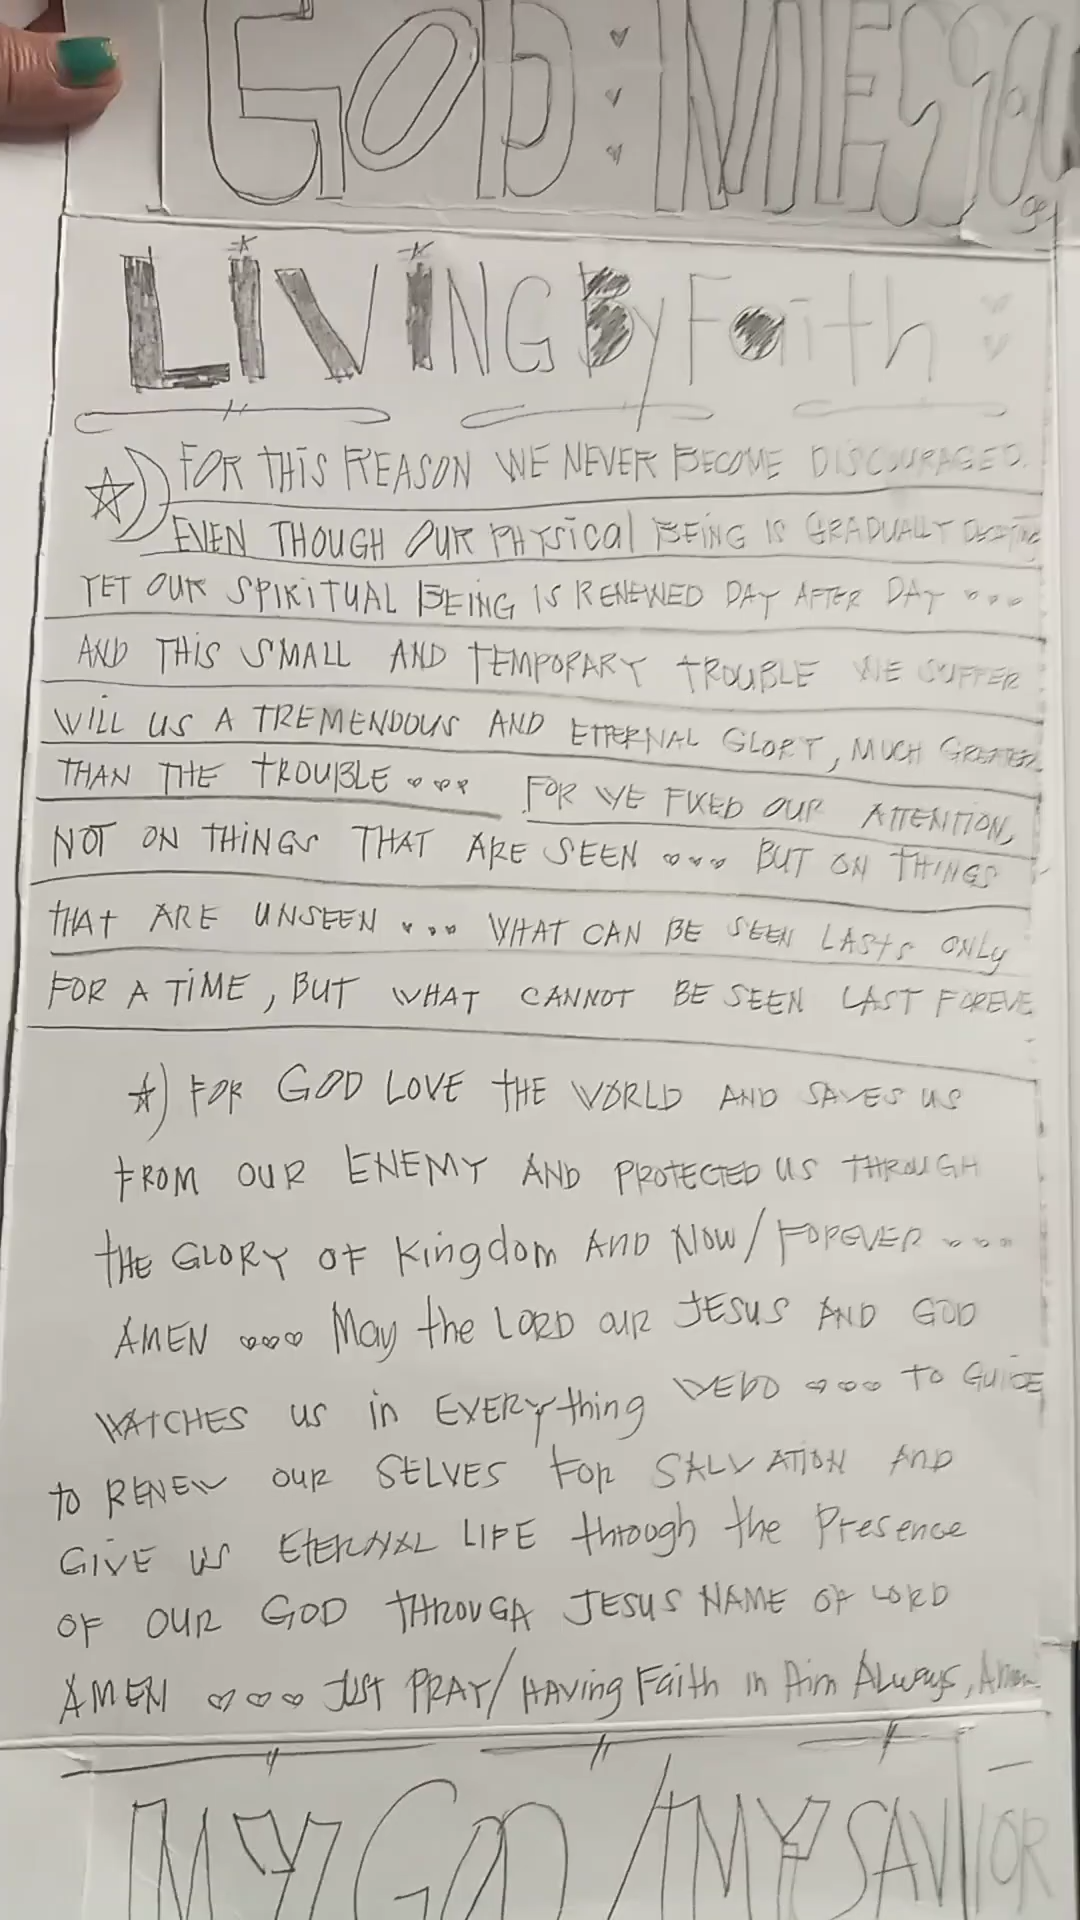 GOD: MESSA
LIVING By Faith :
FOR THIS REASON WE NEVER BECOME DISCOURAGED.
EVEN THOUGH OUR PHYSICAL BEING IS GRADUALLY
YET OUR SPIRITUAL BEING IS RENEWED DAY AFTER DAY
AND THIS SMALL AND TEMPORARY TROUBLE WE SUFFER
WILL US A TREMENDOUS AND ETERNAL GLORY, MUCH GREATER
THAN THE TROUBLE ... FOR WE FIXED OUR ATTENTION,
NOT ON THINGS THAT ARE SEEN ... BUT ON THINGS
THAT ARE UNSEEN ... WHAT CAN BE SEEN LASTS ONLY
FOR A TIME, BUT WHAT CANNOT BE SEEN LAST FOREVE
FOR GOD LOVE THE WORLD AND SAVES US
FROM OUR ENEMY AND PROTECTED US THROUGH
THE GLORY OF Kingdom AND NOW/FOREVER ...
AMEN ... May the LORD our JESUS AND GOD
WATCHES us in EVERYthing WE DO ... TO GUIDE
TO RENEW OUR SELVES FOR SALVATION AND
GIVE US ETERNAL LIFE through the Presence
OF OUR GOD THROUGH JESUS NAME OF LORD
AMEN ... JUST PRAY/HAVing Faith in Him Always,
MY GOD/MY SAVIOR